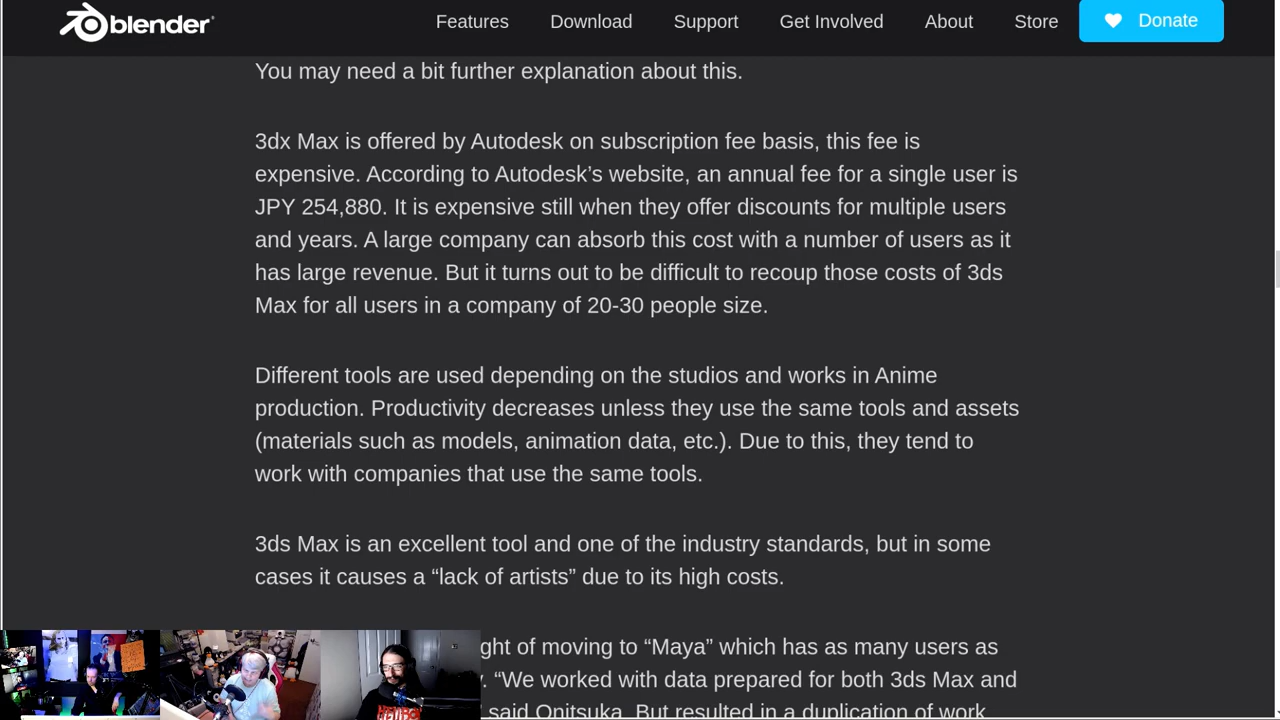 blender
Features Download Support Get Involved About Store Donate
You may need a bit further explanation about this.
3dx Max is offered by Autodesk on subscription fee basis, this fee is
expensive. According to Autodesk’s website, an annual fee for a single user is
JPY 254,880. It is expensive still when they offer discounts for multiple users
and years. A large company can absorb this cost with a number of users as it
has large revenue. But it turns out to be difficult to recoup those costs of 3ds
Max for all users in a company of 20-30 people size.
Different tools are used depending on the studios and works in Anime
production. Productivity decreases unless they use the same tools and assets
(materials such as models, animation data, etc.). Due to this, they tend to
work with companies that use the same tools.
3ds Max is an excellent tool and one of the industry standards, but in some
cases it causes a “lack of artists” due to its high costs.
ght of moving to “Maya” which has as many users as
“We worked with data prepared for both 3ds Max and
said Onitsuka. But resulted in a duplication of work